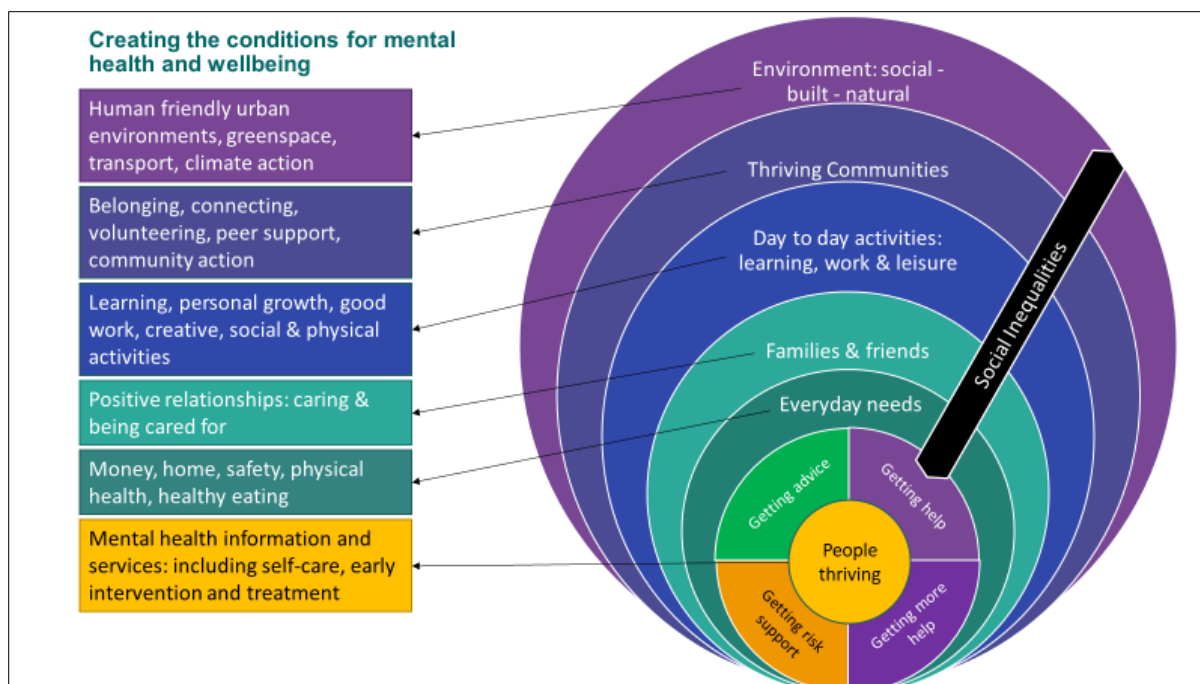 Creating the conditions for mental
health and wellbeing
Human friendly urban
environments, greenspace,
transport, climate action
Belonging, connecting,
volunteering, peer support,
community action
Learning, personal growth, good
work, creative, social & physical
activities
Positive relationships: caring &
being cared for
Money, home, safety, physical
health, healthy eating
Mental health information and
services: including self-care, early
intervention and treatment
Environment: social -
built - natural
Thriving Communities
Day to day activities:
learning, work & leisure
Families & friends
Everyday needs
Social Inequalities
Getting advice
Getting help
People
thriving
Getting risk
support
Getting more
help